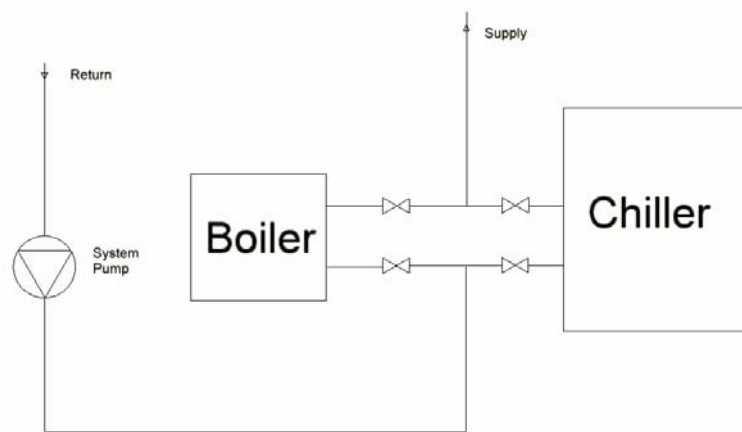 Supply
Return
Boiler
Chiller
System
Pump